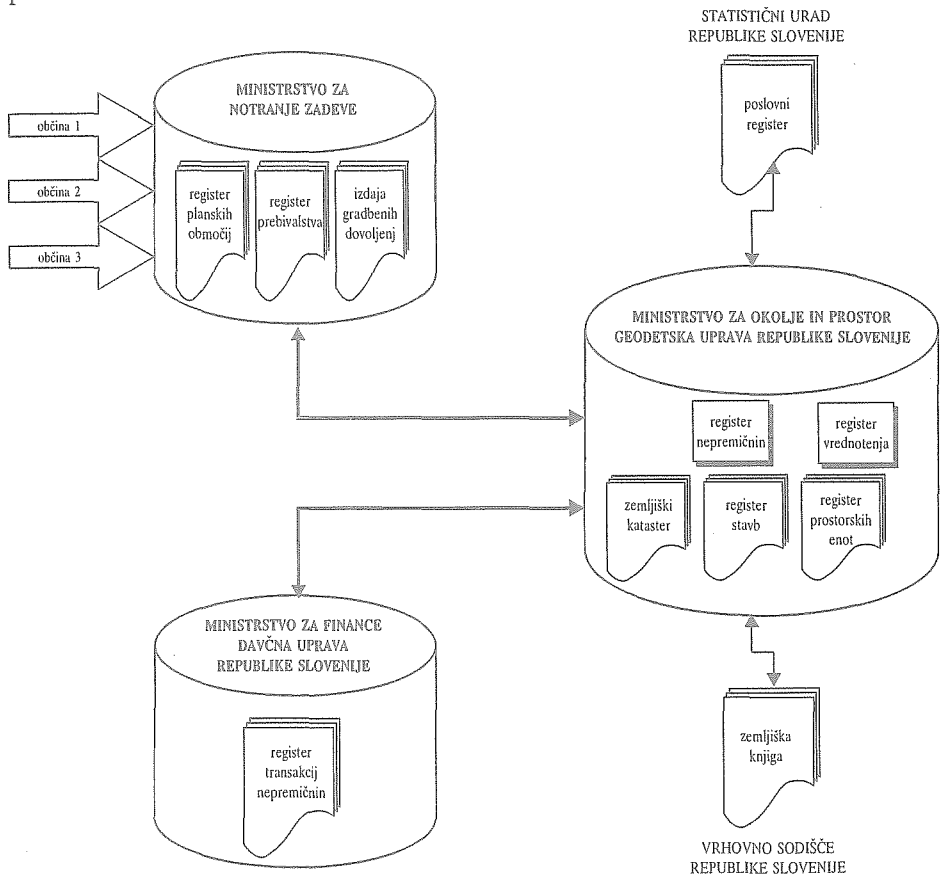 STATISTIČNI URAD
REPUBLIKE SLOVENIJE
poslovni
register
MINISTRSTVO ZA
NOTRANJE ZADEVE
občina 1
občina 2
občina 3
register
planskih
območij
register
prebivalstva
izdaja
gradbenih
dovoljenj
MINISTRSTVO ZA OKOLJE IN PROSTOR
GEODETSKA UPRAVA REPUBLIKE SLOVENIJE
register
nepremičnin
register
vrednotenja
zemljiški
kataster
register
stavb
register
prostorskih
enot
MINISTRSTVO ZA FINANCE
DAVČNA UPRAVA
REPUBLIKE SLOVENIJE
register
transakcij
nepremičnin
zemljiška
knjiga
VRHOVNO SODIŠČE
REPUBLIKE SLOVENIJE